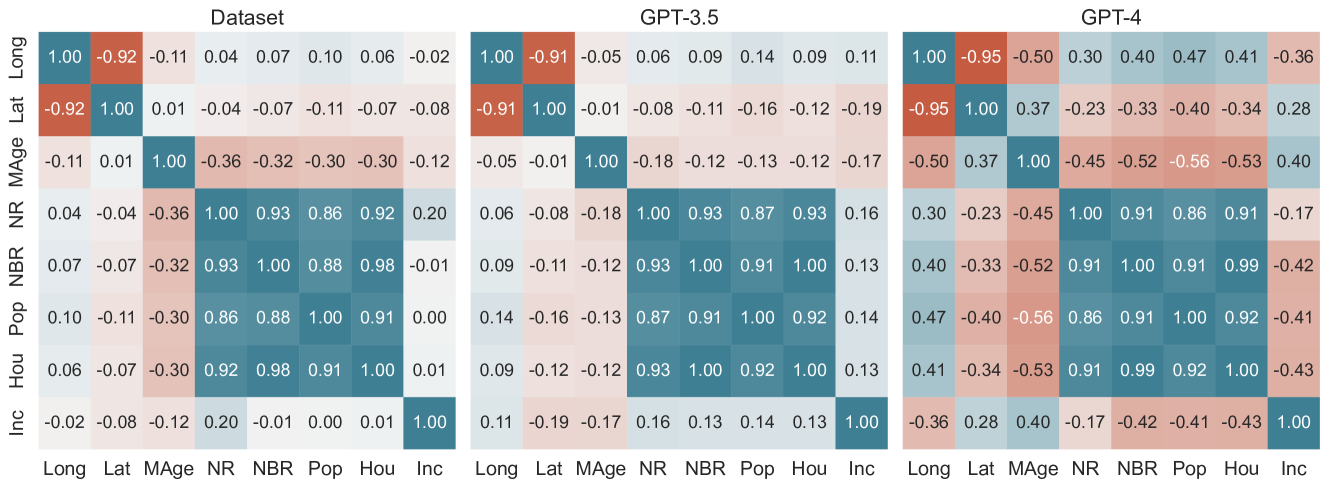 Dataset GPT-3.5 GPT-4
Long 1.00 -0.92 -0.11 0.04 0.07 0.10 0.06 -0.02 1.00 -0.91 -0.05 0.06 0.09 0.14 0.09 0.11 1.00 -0.95 -0.50 0.30 0.40 0.47 0.41 -0.36
Lat -0.92 1.00 0.01 -0.04 -0.07 -0.11 -0.07 -0.08 -0.91 1.00 -0.01 -0.08 -0.11 -0.16 -0.12 -0.19 -0.95 1.00 0.37 -0.23 -0.33 -0.40 -0.34 0.28
MAge -0.11 0.01 1.00 -0.36 -0.32 -0.30 -0.30 -0.12 -0.05 -0.01 1.00 -0.18 -0.12 -0.13 -0.12 -0.17 -0.50 0.37 1.00 -0.45 -0.52 -0.56 -0.53 0.40
NR 0.04 -0.04 -0.36 1.00 0.93 0.86 0.92 0.20 0.06 -0.08 -0.18 1.00 0.93 0.87 0.93 0.16 0.30 -0.23 -0.45 1.00 0.91 0.86 0.91 -0.17
NBR 0.07 -0.07 -0.32 0.93 1.00 0.88 0.98 -0.01 0.09 -0.11 -0.12 0.93 1.00 0.91 1.00 0.13 0.40 -0.33 -0.52 0.91 1.00 0.91 0.99 -0.42
Pop 0.10 -0.11 -0.30 0.86 0.88 1.00 0.91 0.00 0.14 -0.16 -0.13 0.87 0.91 1.00 0.92 0.14 0.47 -0.40 -0.56 0.86 0.91 1.00 0.92 -0.41
Hou 0.06 -0.07 -0.30 0.92 0.98 0.91 1.00 0.01 0.09 -0.12 -0.12 0.93 1.00 0.92 1.00 0.13 0.41 -0.34 -0.53 0.91 0.99 0.92 1.00 -0.43
Inc -0.02 -0.08 -0.12 0.20 -0.01 0.00 0.01 1.00 0.11 -0.19 -0.17 0.16 0.13 0.14 0.13 1.00 -0.36 0.28 0.40 -0.17 -0.42 -0.41 -0.43 1.00
Long Lat MAge NR NBR Pop Hou Inc Long Lat MAge NR NBR Pop Hou Inc Long Lat MAge NR NBR Pop Hou Inc